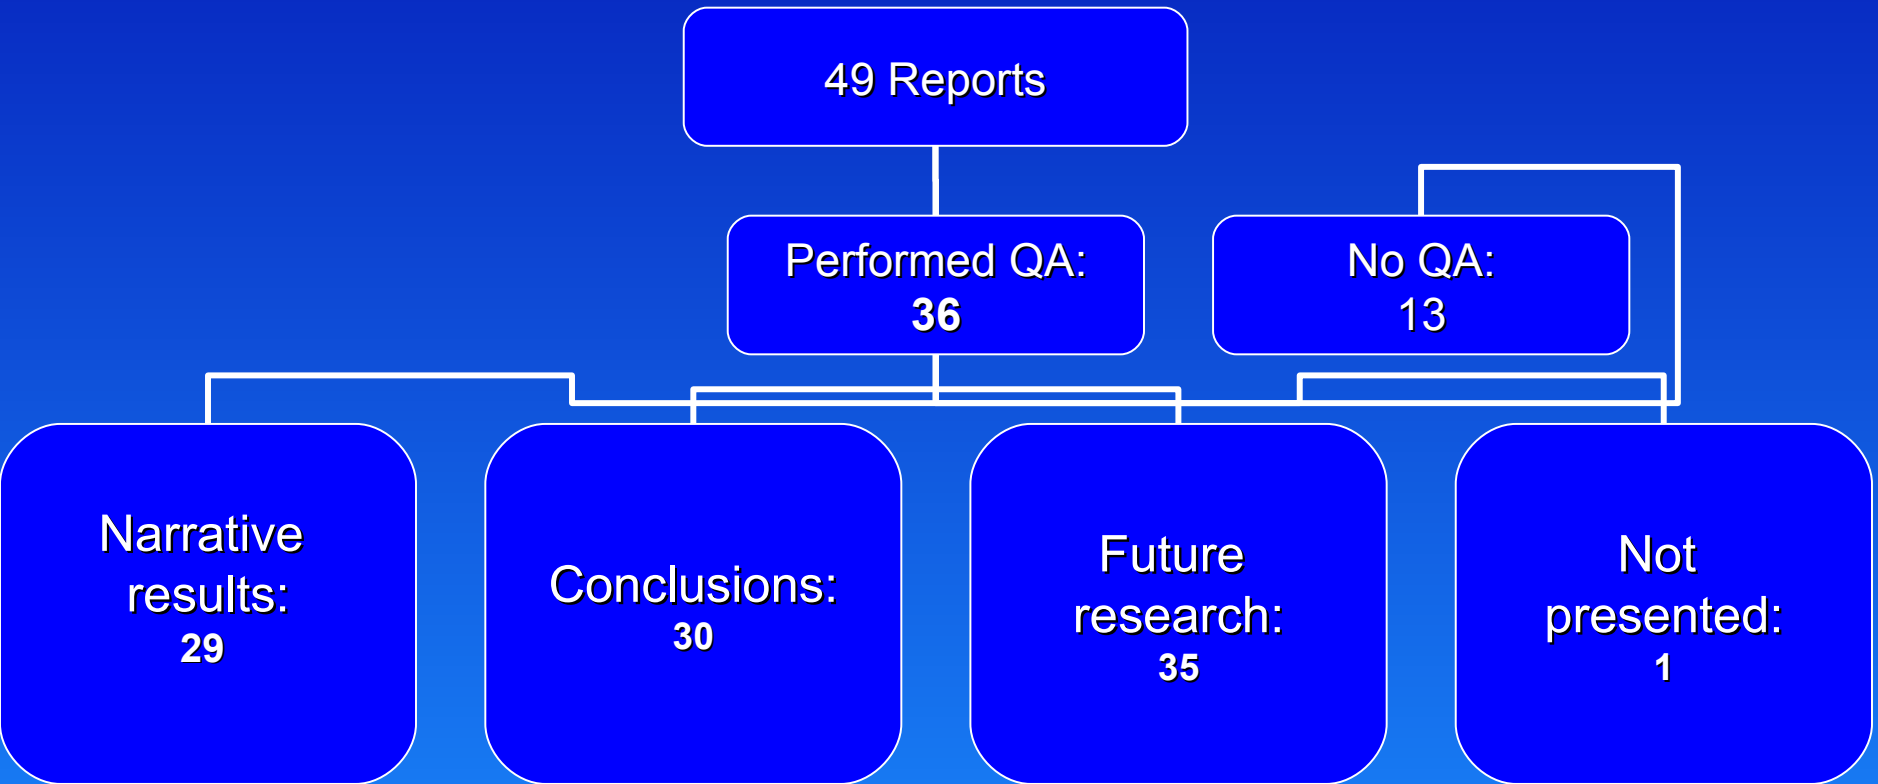 49 Reports
Performed QA:
36
No QA:
13
Narrative
results:
29
Conclusions:
30
Future
research:
35
Not
presented:
1